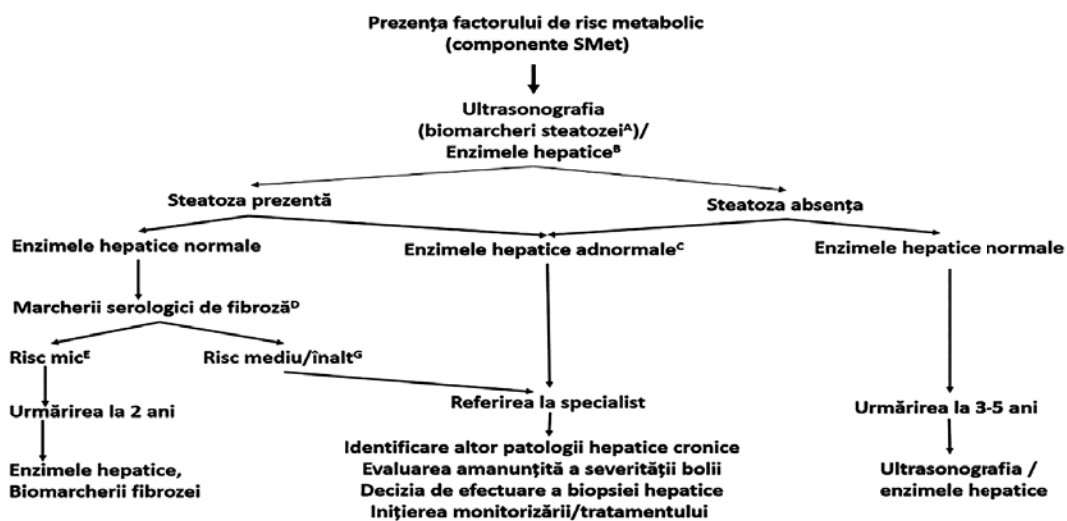 Prezența factorului de risc metabolic
(componente SMet)
Ultrasonografia
(biomarcheri steatozeiᴬ)/
Enzimele hepaticeᴮ
Steatoza prezentă
Steatoza absența
Enzimele hepatice normale
Enzimele hepatice adnormaleᶜ
Enzimele hepatice normale
Marcherii serologici de fibrozăᴰ
Risc micᴱ
Risc mediu/înaltᴳ
Urmărirea la 2 ani
Referirea la specialist
Urmărirea la 3-5 ani
Enzimele hepatice,
Biomarcherii fibrozei
Identificare altor patologii hepatice cronice
Evaluarea amanunțită a severității bolii
Decizia de efectuare a biopsiei hepatice
Inițierea monitorizării/tratamentului
Ultrasonografia /
enzimele hepatice